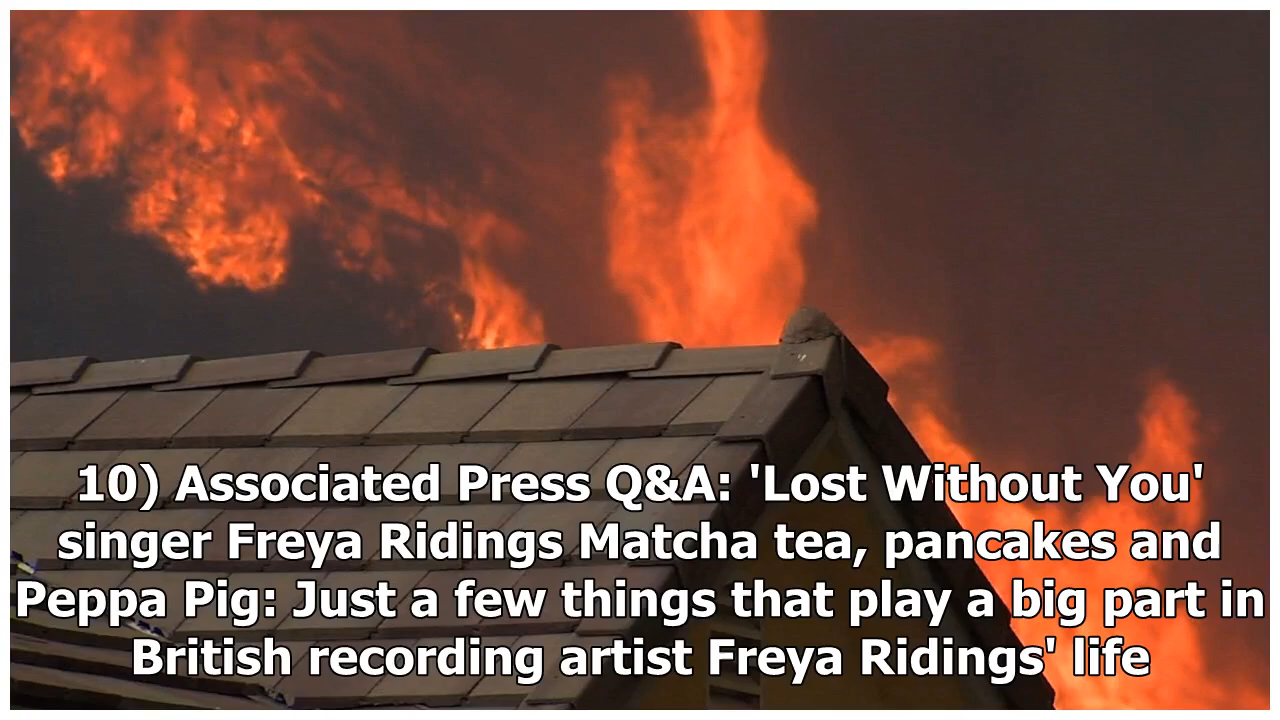 10) Associated Press Q&A: 'Lost Without You'
singer Freya Ridings Matcha tea, pancakes and
Peppa Pig: Just a few things that play a big part in
British recording artist Freya Ridings' life